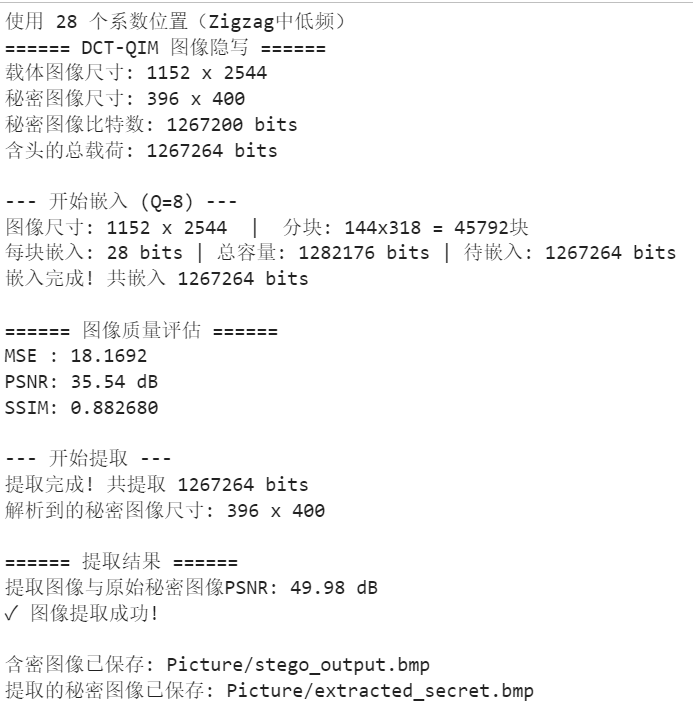 使用 28 个系数位置（Zigzag中低频）
====== DCT-QIM 图像隐写 ======
载体图像尺寸: 1152 x 2544
秘密图像尺寸: 396 x 400
秘密图像比特数: 1267200 bits
含头的总载荷: 1267264 bits
--- 开始嵌入 (Q=8) ---
图像尺寸: 1152 x 2544  |  分块: 144x318 = 45792块
每块嵌入: 28 bits | 总容量: 1282176 bits | 待嵌入: 1267264 bits
嵌入完成! 共嵌入 1267264 bits
====== 图像质量评估 ======
MSE : 18.1692
PSNR: 35.54 dB
SSIM: 0.882680
--- 开始提取 ---
提取完成! 共提取 1267264 bits
解析到的秘密图像尺寸: 396 x 400
====== 提取结果 ======
提取图像与原始秘密图像PSNR: 49.98 dB
✓ 图像提取成功!
含密图像已保存: Picture/stego_output.bmp
提取的秘密图像已保存: Picture/extracted_secret.bmp